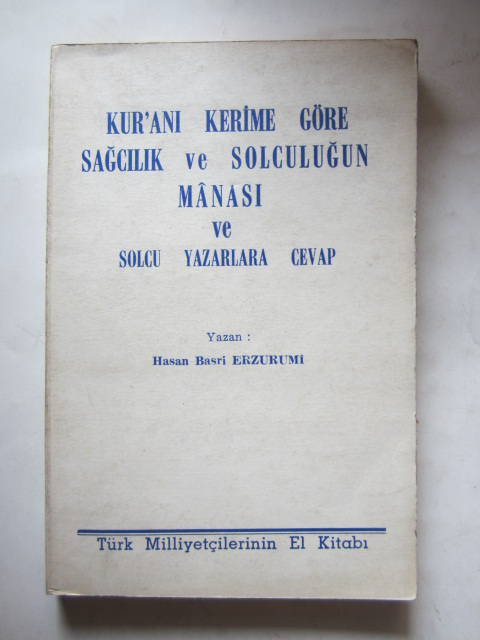 KUR'ANI KERİME GÖRE
SAĞCILIK ve SOLCULUĞUN
MÂNASI
ve
SOLCU YAZARLARA CEVAP
Yazan :
Hasan Basri ERZURUMİ
Türk Milliyetçilerinin El Kitabı